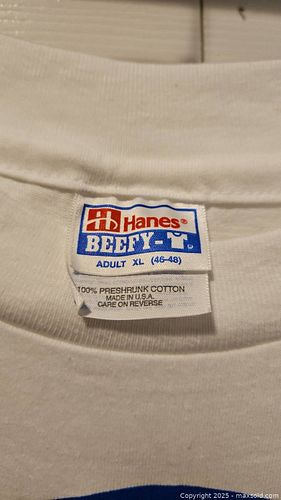 Hanes®
BEEFY-T
ADULT XL (46-48)
100% PRESHRUNK COTTON
MADE IN U.S.A.
CARE ON REVERSE
Copyright 2025 - maxsold.com